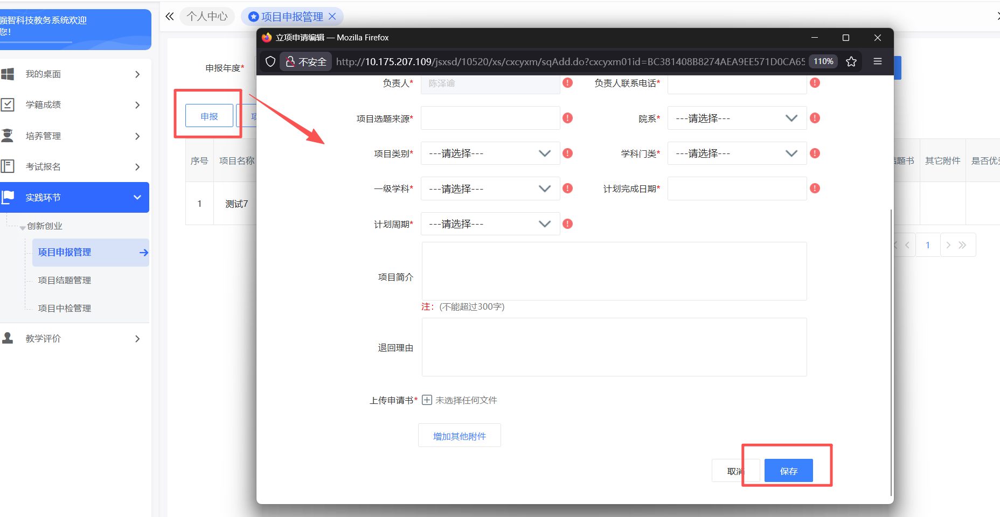 强智科技教务系统欢迎
您!
个人中心
项目申报管理
我的桌面
学籍成绩
培养管理
考试报名
实践环节
创新创业
项目申报管理
项目结题管理
项目中检管理
教学评价
申报年度*
申报
项
序号 项目名称
1 测试7
题书 其它附件 是否优
1
立项申请编辑 — Mozilla Firefox
不安全 http://10.175.207.109/jsxsd/10520/xs/cxcyxm/sqAdd.do?cxcyxm01id=BC381408B8274AEA9EE571D0CA65 110%
负责人* 陈泽谕 负责人联系电话*
项目选题来源* 院系* ---请选择---
项目类别* ---请选择--- 学科门类* ---请选择---
一级学科* ---请选择--- 计划完成日期*
计划周期* ---请选择---
项目简介
注：(不能超过300字)
退回理由
上传申请书* 未选择任何文件
增加其他附件
取消 保存